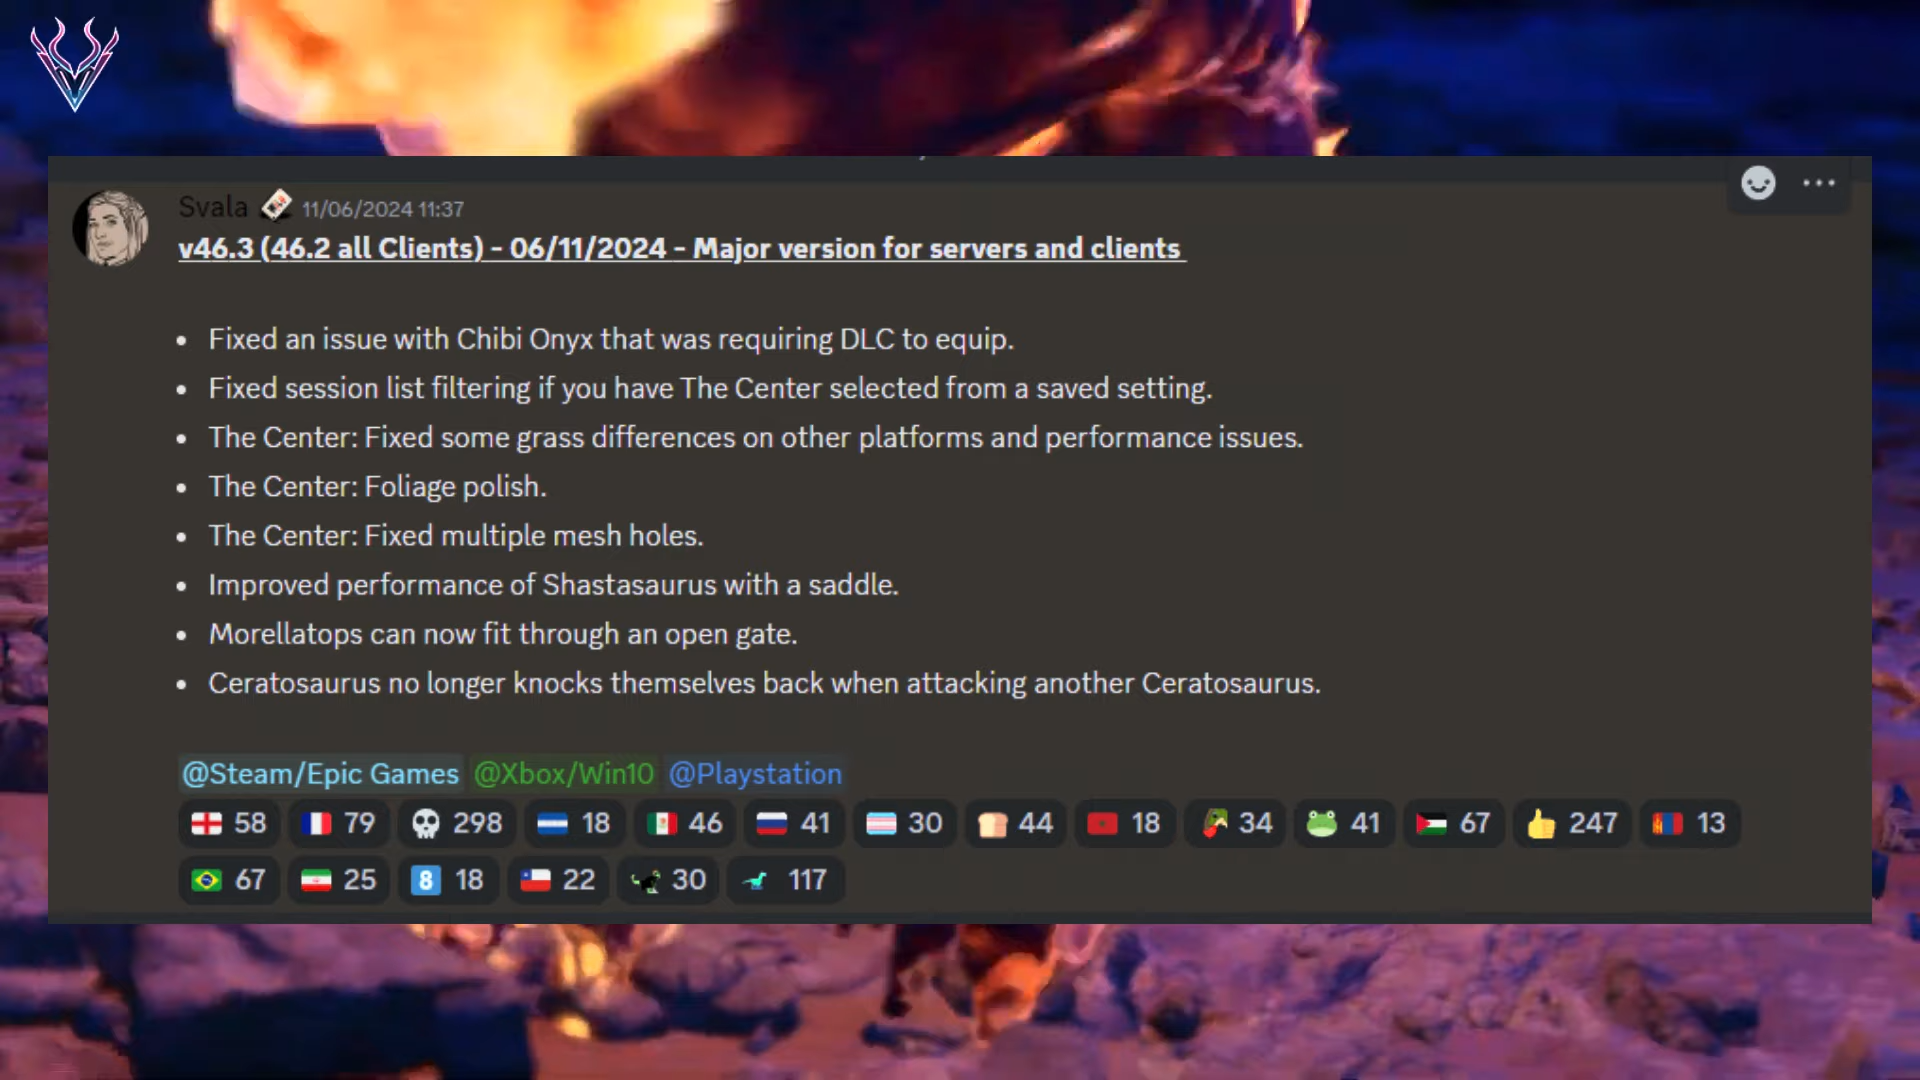 Svala 11/06/2024 11:37
v46.3 (46.2 all Clients) - 06/11/2024 - Major version for servers and clients
• Fixed an issue with Chibi Onyx that was requiring DLC to equip.
• Fixed session list filtering if you have The Center selected from a saved setting.
• The Center: Fixed some grass differences on other platforms and performance issues.
• The Center: Foliage polish.
• The Center: Fixed multiple mesh holes.
• Improved performance of Shastasaurus with a saddle.
• Morellatops can now fit through an open gate.
• Ceratosaurus no longer knocks themselves back when attacking another Ceratosaurus.
@Steam/Epic Games @Xbox/Win10 @Playstation
58 79 298 18 46 41 30 44 18 34 41 67 247 13
67 25 8 18 22 30 117